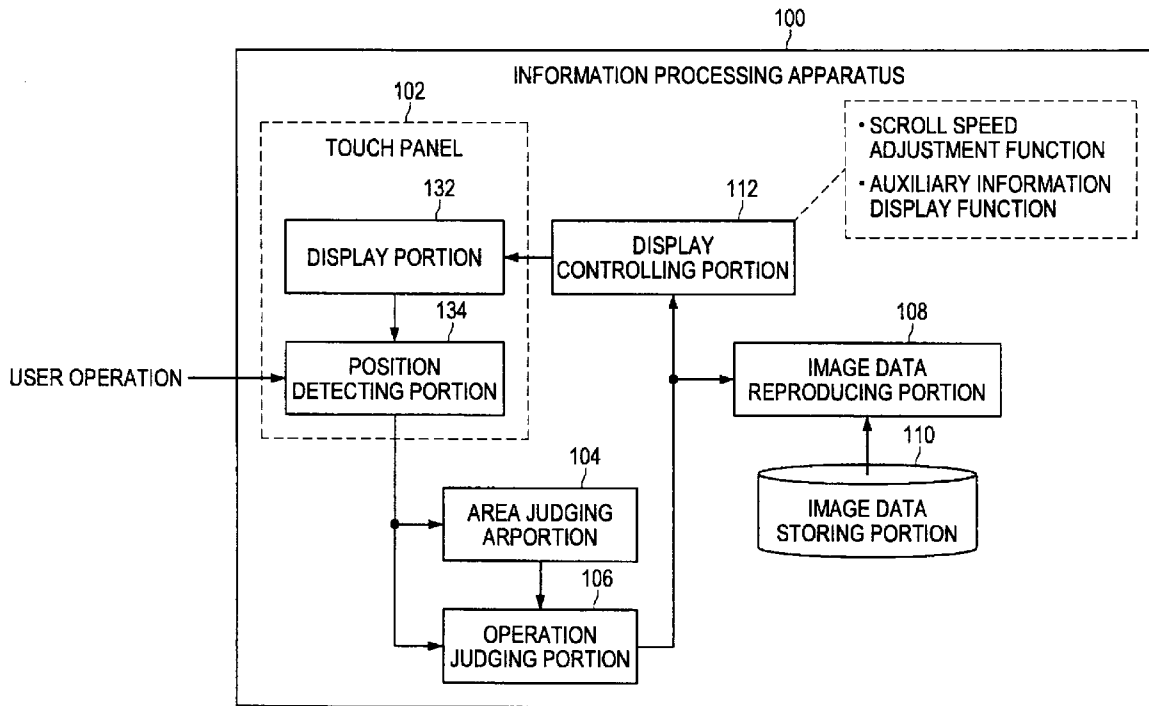 100
INFORMATION PROCESSING APPARATUS
102
TOUCH PANEL
• SCROLL SPEED
ADJUSTMENT FUNCTION
• AUXILIARY INFORMATION
DISPLAY FUNCTION
132
DISPLAY PORTION
112
DISPLAY
CONTROLLING PORTION
134
POSITION
DETECTING PORTION
USER OPERATION
108
IMAGE DATA
REPRODUCING PORTION
110
IMAGE DATA
STORING PORTION
104
AREA JUDGING
ARPORTION
106
OPERATION
JUDGING PORTION